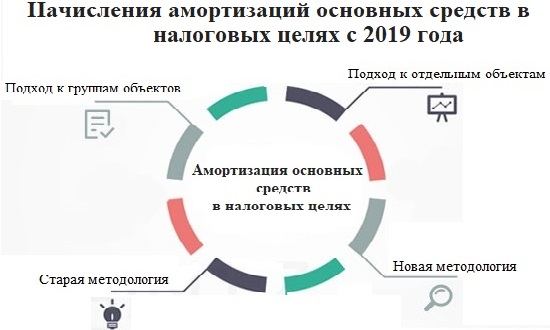 Начисления амортизаций основных средств в
налоговых целях с 2019 года
Подход к группам объектов
Подход к отдельным объектам
Амортизация основных
средств
в налоговых целях
Старая методология
Новая методология